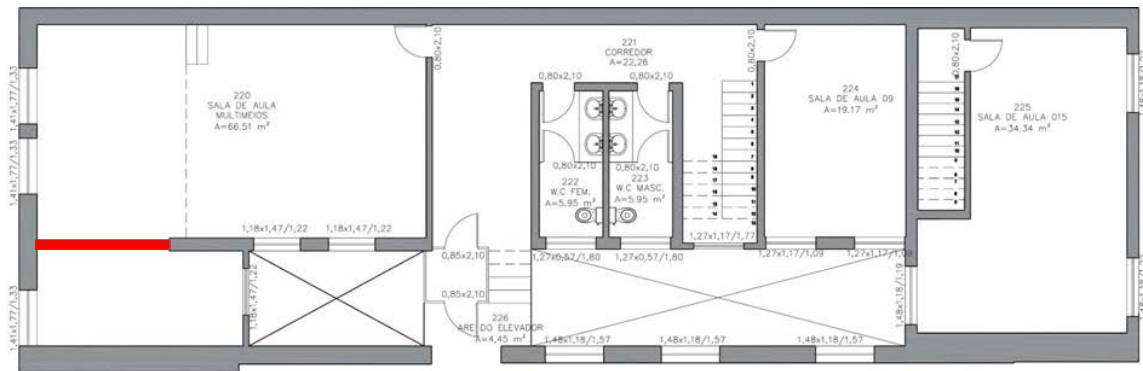 220
SALA DE AULA
MULTIMEIOS
A=66.51 m²
0,80x2,10
221
CORREDOR
A=22,26
0,80x2,10
0,80x2,10
0,80x2,10
0,80x2,10
224
SALA DE AULA 09
A=19.17 m²
225
SALA DE AULA 015
A=34.34 m²
1,41x1,77/1,33
1,41x1,77/1,33
1,41x1,77/1,33
0,80x2,10
0,80x2,10
222
W.C FEM.
A=5.95 m²
223
W.C MASC.
A=5.95 m²
1,18x1,47/1,22
1,18x1,47/1,22
1,18x1,47/1,22
0,85x2,10
0,85x2,10
1,27x0,57/1,80
1,27x0,57/1,80
1,27x1,17/1,77
1,27x1,17/1,09
1,27x1,17/1,09
1,48x1,18/1,19
226
ARE DO ELEVADOR
A=4,45 m²
1,48x1,18/1,57
1,48x1,18/1,57
1,48x1,18/1,57